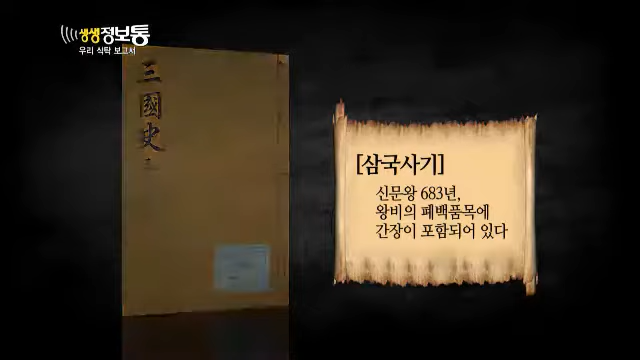 생생정보통
우리 식탁 보고서
三
國
史
[삼국사기]
신문왕 683년,
왕비의 폐백품목에
간장이 포함되어 있다